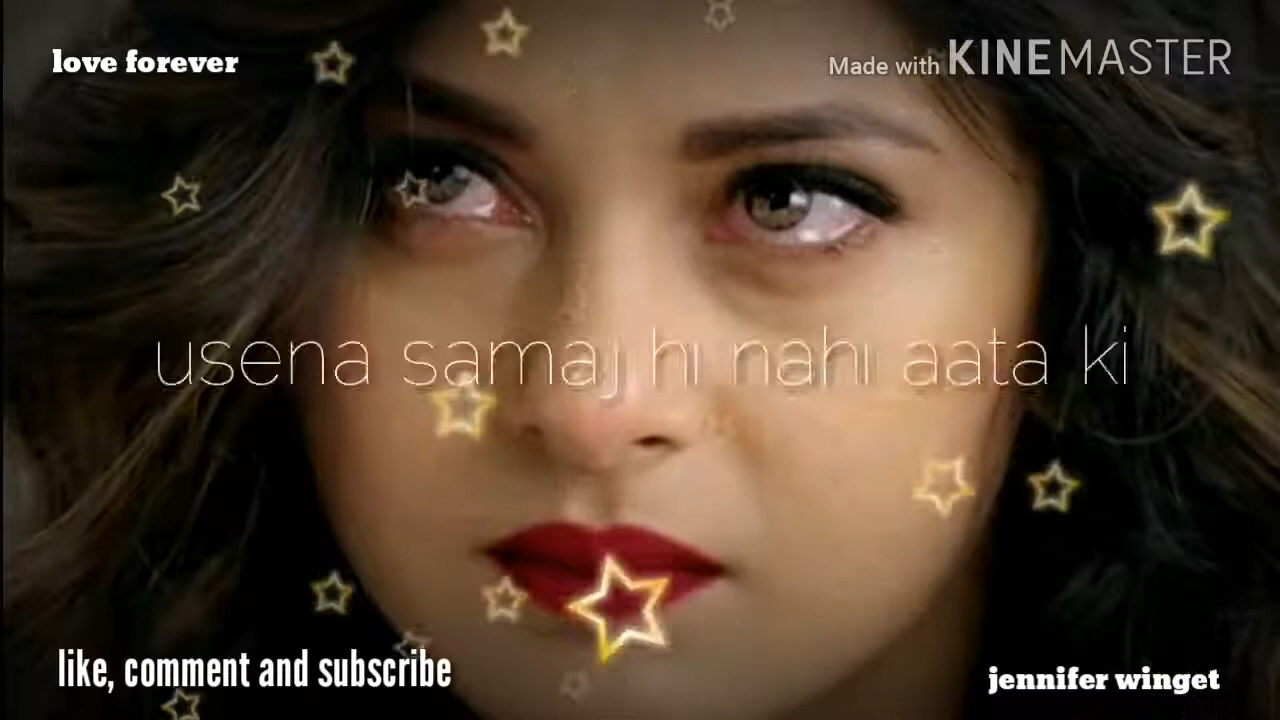 love forever
Made with KINEMASTER
usena samaj hi nahi aata ki
like, comment and subscribe
jennifer winget